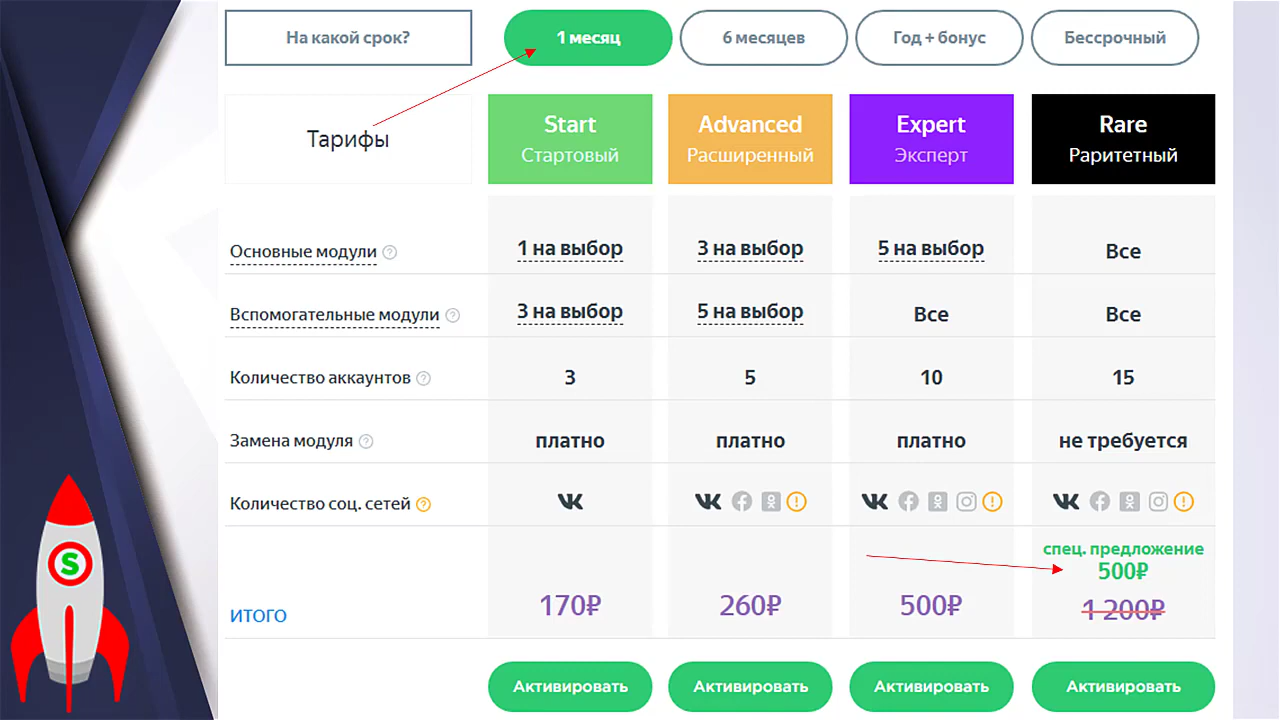 На какой срок? 1 месяц 6 месяцев Год + бонус Бессрочный
Тарифы
Start Advanced Expert Rare
Стартовый Расширенный Эксперт Раритетный
Основные модули ? 1 на выбор 3 на выбор 5 на выбор Все
Вспомогательные модули ? 3 на выбор 5 на выбор Все Все
Количество аккаунтов ? 3 5 10 15
Замена модуля ? платно платно платно не требуется
Количество соц. сетей ?
спец. предложение
500₽
ИТОГО 170₽ 260₽ 500₽ 1 200₽
Активировать Активировать Активировать Активировать
S